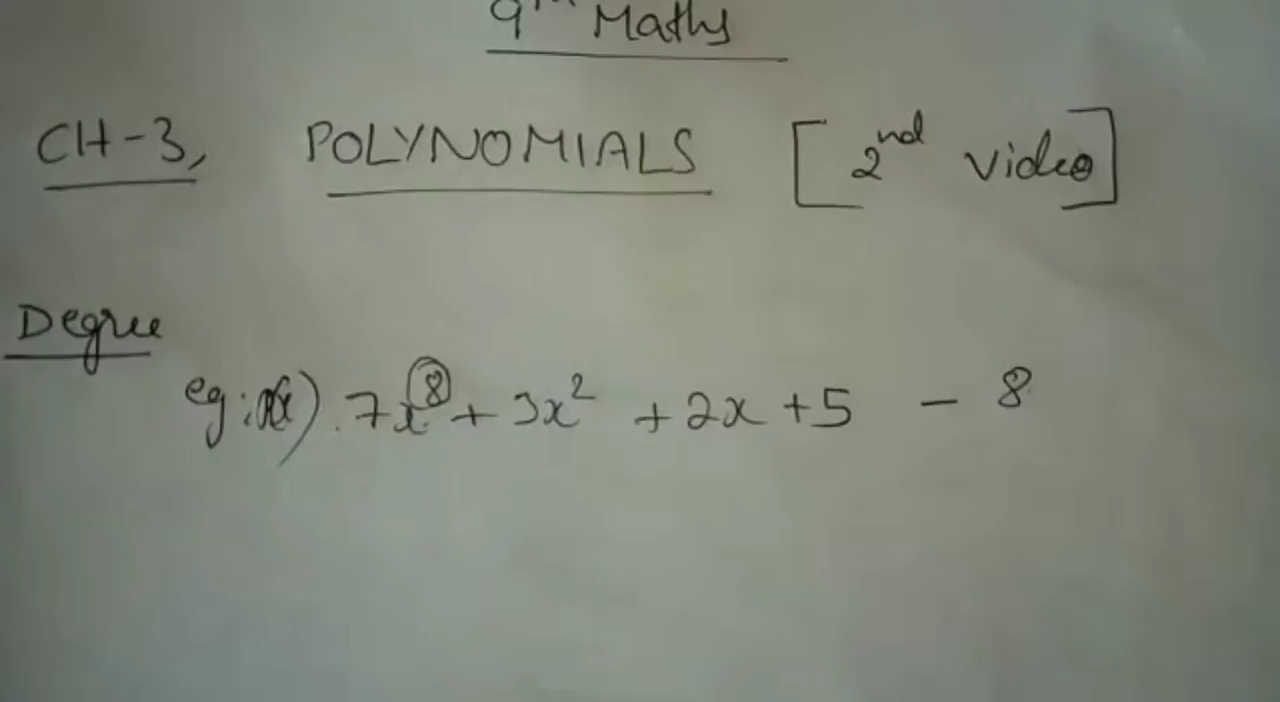 9th Maths
CH-3, POLYNOMIALS [2nd video]
Degree
eg: ) 7x⁸ + 3x² + 2x + 5 - 8